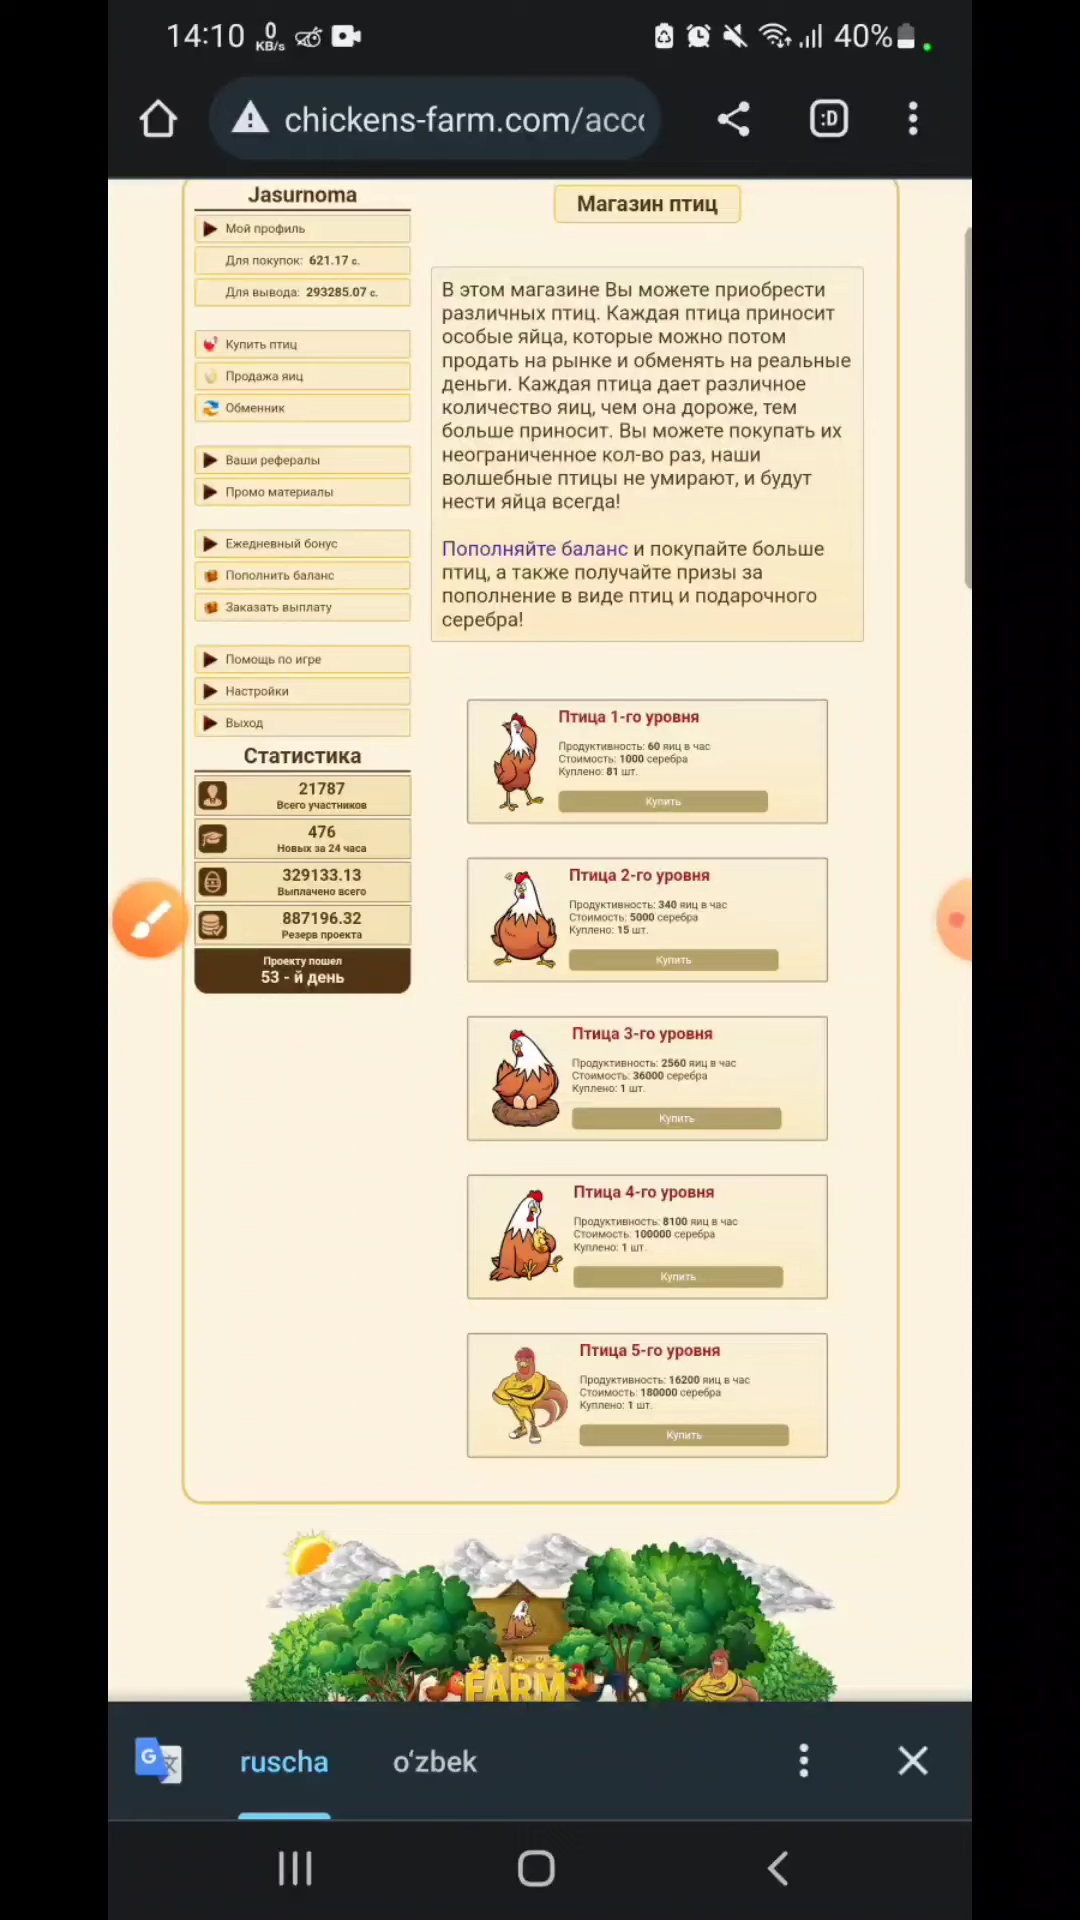 14:10 0 KB/s 40%
chickens-farm.com/acco
:D
Jasurnoma
Мой профиль
Для покупок: 621.17 с.
Для вывода: 293285.07 с.
Купить птиц
Продажа яиц
Обменник
Ваши рефералы
Промо материалы
Ежедневный бонус
Пополнить баланс
Заказать выплату
Помощь по игре
Настройки
Выход
Статистика
21787
Всего участников
476
Новых за 24 часа
329133.13
Выплачено всего
887196.32
Резерв проекта
Проекту пошел
53 - й день
Магазин птиц
В этом магазине Вы можете приобрести
различных птиц. Каждая птица приносит
особые яйца, которые можно потом
продать на рынке и обменять на реальные
деньги. Каждая птица дает различное
количество яиц, чем она дороже, тем
больше приносит. Вы можете покупать их
неограниченное кол-во раз, наши
волшебные птицы не умирают, и будут
нести яйца всегда!
Пополняйте баланс и покупайте больше
птиц, а также получайте призы за
пополнение в виде птиц и подарочного
серебра!
Птица 1-го уровня
Продуктивность: 60 яиц в час
Стоимость: 1000 серебра
Куплено: 81 шт.
Купить
Птица 2-го уровня
Продуктивность: 340 яиц в час
Стоимость: 5000 серебра
Куплено: 15 шт.
Купить
Птица 3-го уровня
Продуктивность: 2560 яиц в час
Стоимость: 36000 серебра
Куплено: 1 шт.
Купить
Птица 4-го уровня
Продуктивность: 8100 яиц в час
Стоимость: 100000 серебра
Куплено: 1 шт.
Купить
Птица 5-го уровня
Продуктивность: 16200 яиц в час
Стоимость: 180000 серебра
Куплено: 1 шт.
Купить
FARM
G ruscha oʻzbek